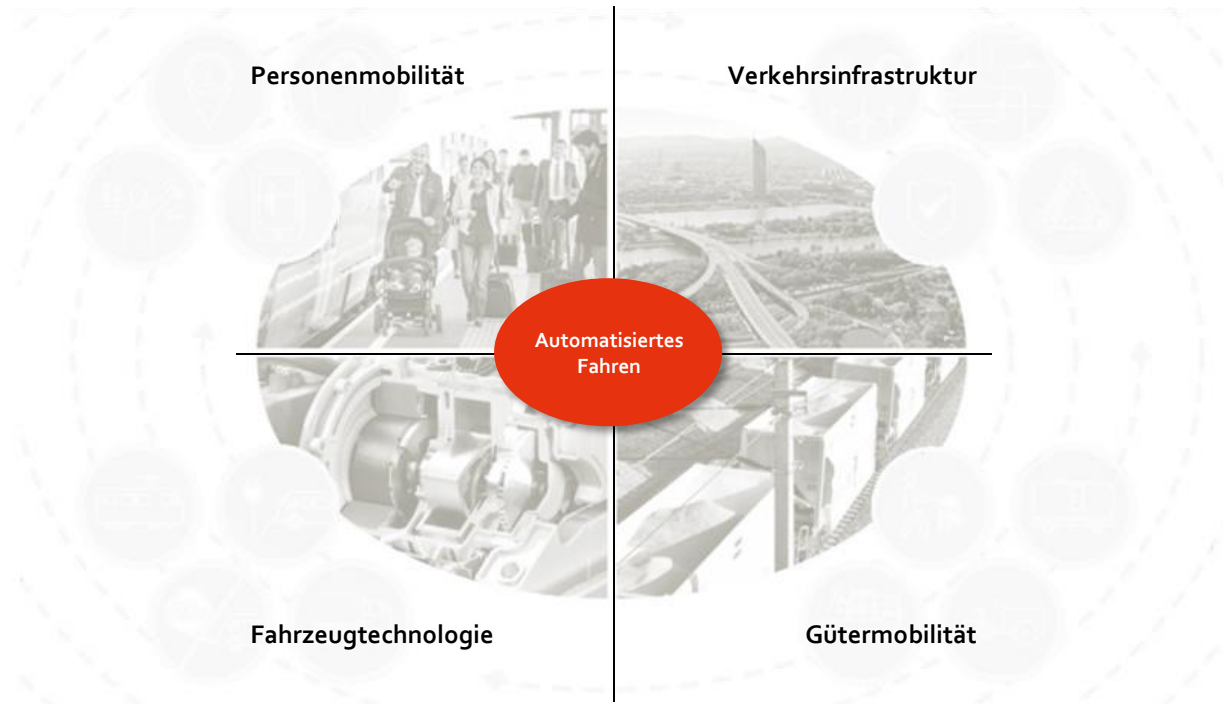 Personenmobilität
Verkehrsinfrastruktur
Automatisiertes
Fahren
Fahrzeugtechnologie
Gütermobilität